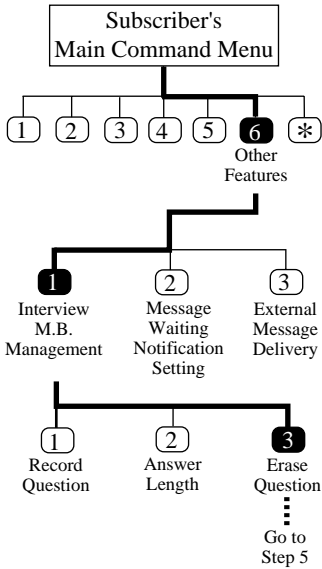 Subscriber's
Main Command Menu
1 2 3 4 5 6 *
Other
Features
1 2 3
Interview
M.B.
Management
Message
Waiting
Notification
Setting
External
Message
Delivery
1 2 3
Record
Question
Answer
Length
Erase
Question
Go to
Step 5